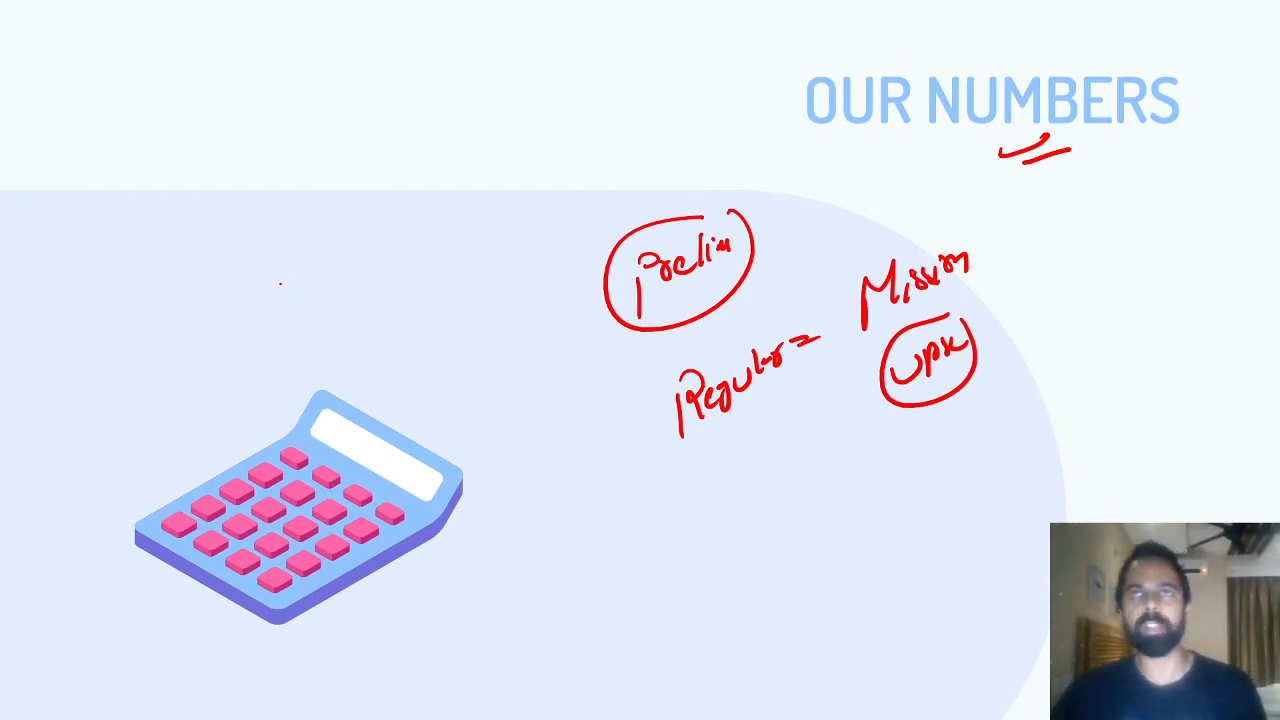 OUR NUMBERS
Prelim
Mission
Regular =
UPSC